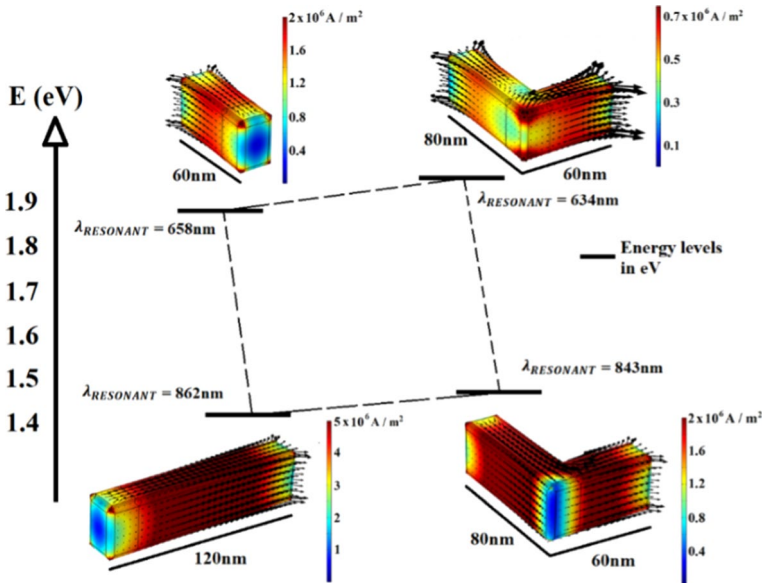 2 x 10⁶ A / m²
1.6
1.2
0.8
0.4
60nm
0.7 x 10⁶ A / m²
0.5
0.3
0.1
80nm
60nm
E (eV)
1.9
1.8
1.7
1.6
1.5
1.4
λRESONANT = 658nm
λRESONANT = 634nm
Energy levels
in eV
λRESONANT = 862nm
λRESONANT = 843nm
5 x 10⁶ A / m²
4
3
2
1
120nm
2 x 10⁶ A / m²
1.6
1.2
0.8
0.4
80nm
60nm